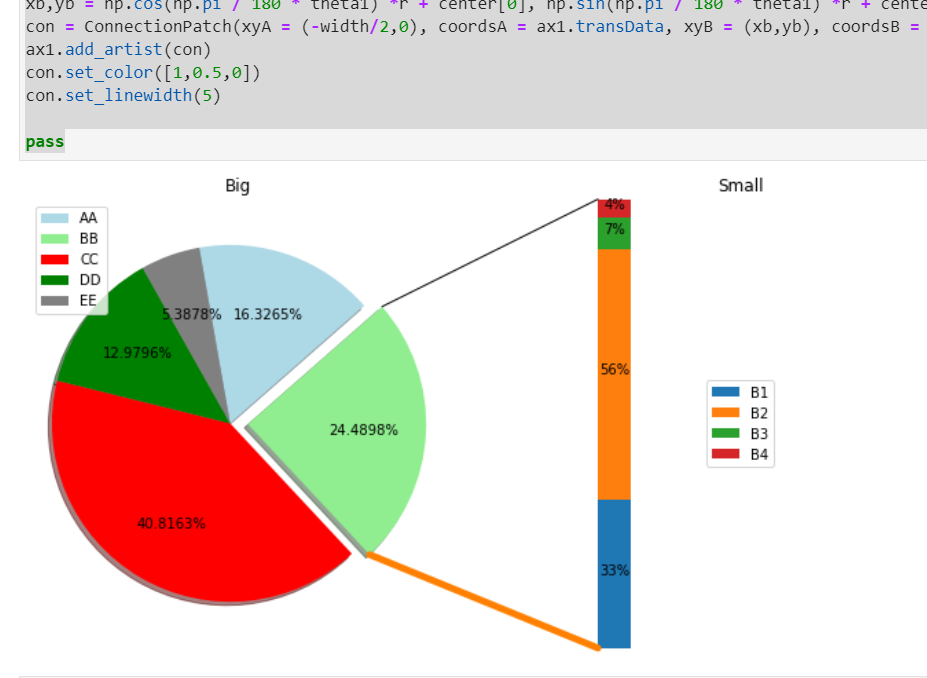 xb,yb = np.cos(np.pi / 180 * theta1) *r + center[0], np.sin(np.pi / 180 * theta1) *r +
con = ConnectionPatch(xyA = (-width/2,0), coordsA = ax1.transData, xyB = (xb,yb), coordsB =
ax1.add_artist(con)
con.set_color([1,0.5,0])
con.set_linewidth(5)
pass
Big
Small
AA
BB
CC
DD
EE
5.3878%
16.3265%
12.9796%
24.4898%
40.8163%
4%
7%
56%
33%
B1
B2
B3
B4